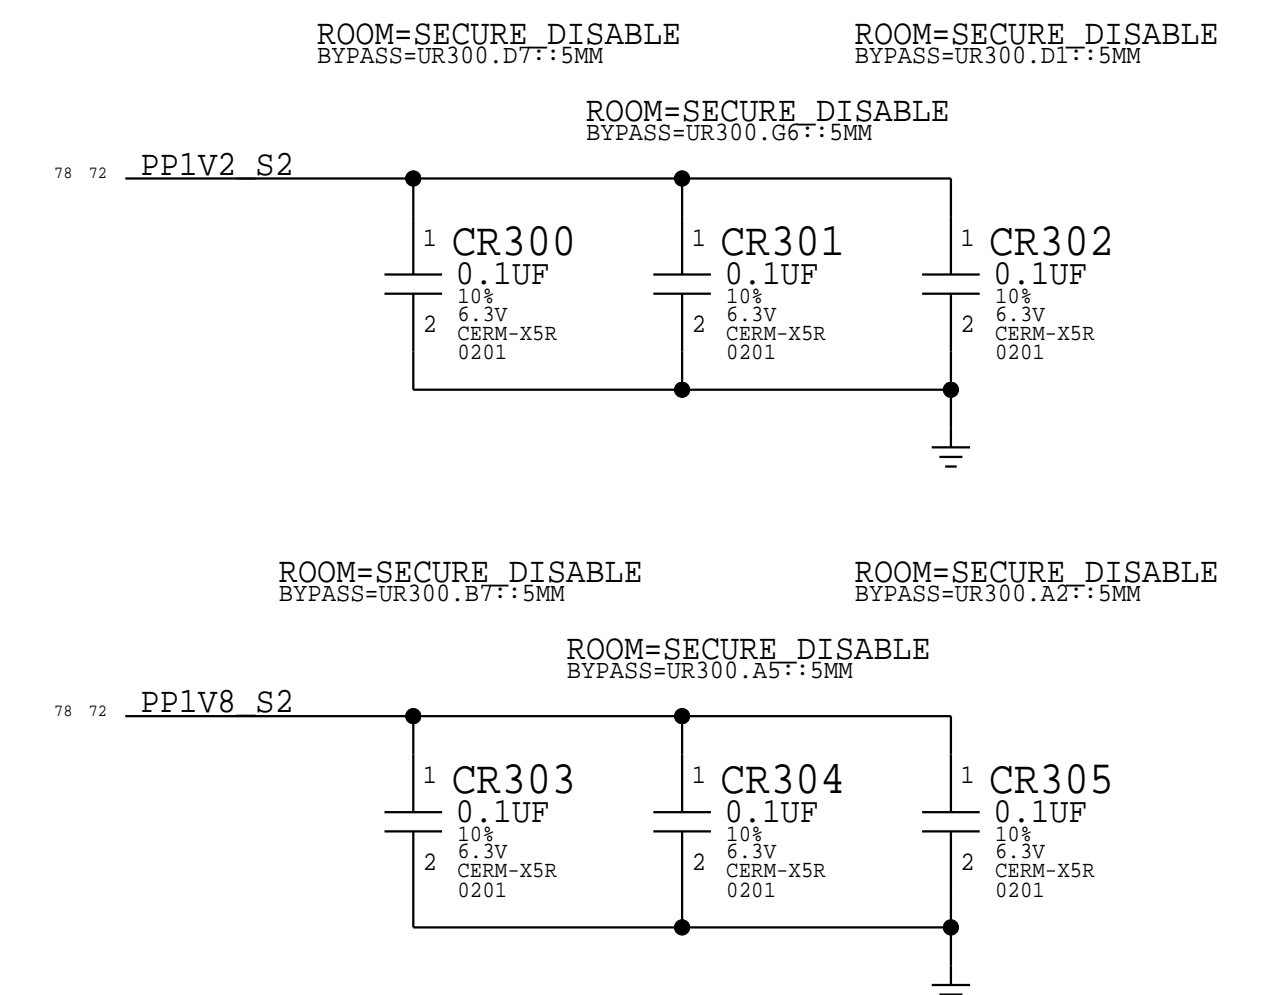 ROOM=SECURE_DISABLE
BYPASS=UR300.D7::5MM
ROOM=SECURE_DISABLE
BYPASS=UR300.D1::5MM
ROOM=SECURE_DISABLE
BYPASS=UR300.G6::5MM
78 72 PP1V2_S2
1 CR300
0.1UF
10%
6.3V
2
CERM-X5R
0201
1 CR301
0.1UF
10%
6.3V
2
CERM-X5R
0201
1 CR302
0.1UF
10%
6.3V
2
CERM-X5R
0201
ROOM=SECURE_DISABLE
BYPASS=UR300.B7::5MM
ROOM=SECURE_DISABLE
BYPASS=UR300.A2::5MM
ROOM=SECURE_DISABLE
BYPASS=UR300.A5::5MM
78 72 PP1V8_S2
1 CR303
0.1UF
10%
6.3V
2
CERM-X5R
0201
1 CR304
0.1UF
10%
6.3V
2
CERM-X5R
0201
1 CR305
0.1UF
10%
6.3V
2
CERM-X5R
0201